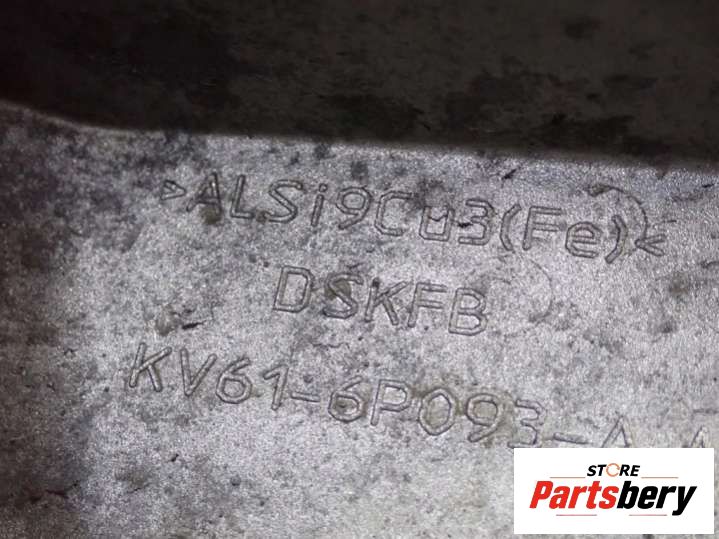 >ALSi9Cu3(Fe)<
DSKFB
KV61-6P093-A
STORE
Partsbery